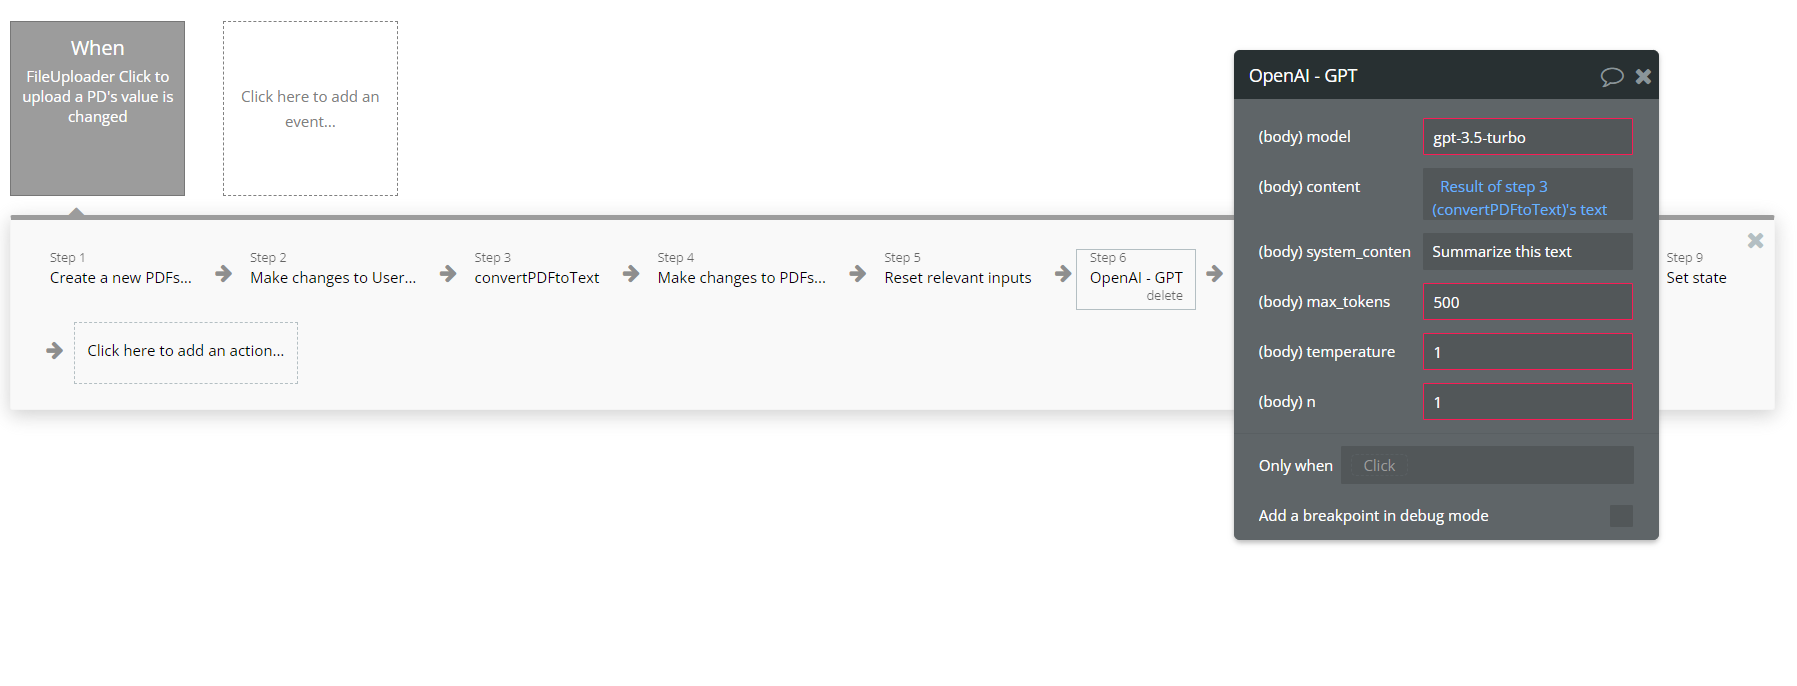 When
FileUploader Click to
upload a PD's value is
changed
Click here to add an
event...
Step 1
Create a new PDFs...
Step 2
Make changes to User...
Step 3
convertPDFtoText
Step 4
Make changes to PDFs...
Step 5
Reset relevant inputs
Step 6
OpenAI - GPT
delete
Step 9
Set state
Click here to add an action...
OpenAI - GPT
(body) model
gpt-3.5-turbo
(body) content
Result of step 3
(convertPDFtoText)'s text
(body) system_conten
Summarize this text
(body) max_tokens
500
(body) temperature
1
(body) n
1
Only when
Click
Add a breakpoint in debug mode